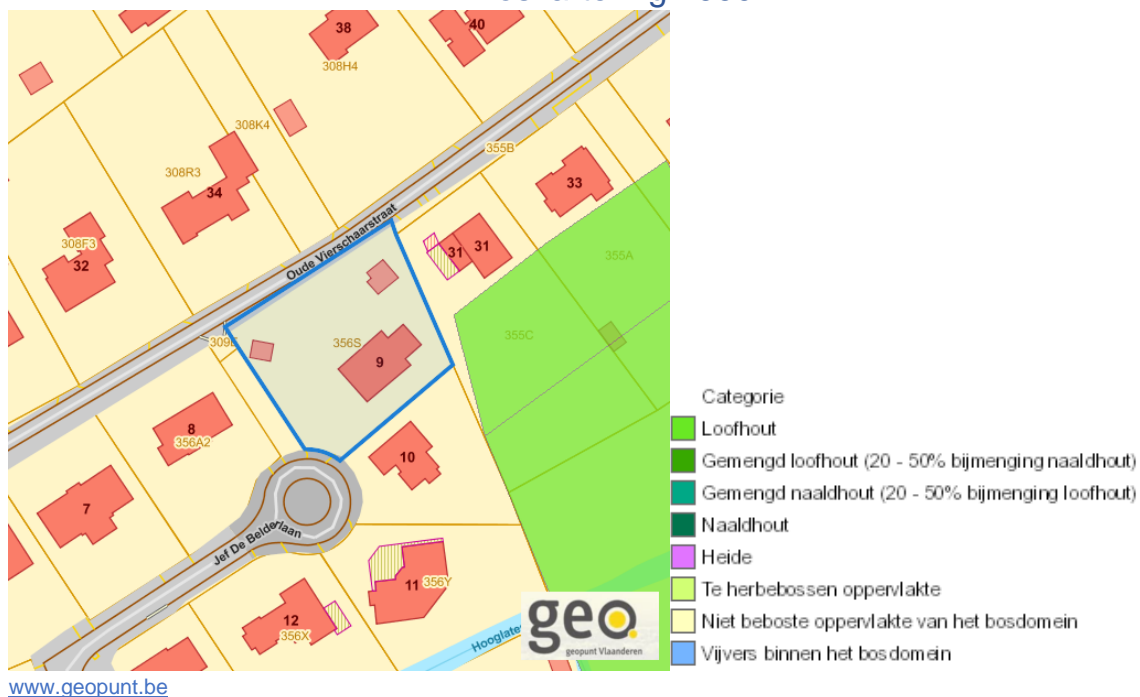 38
40
308H4
308K4
355B
308R3
34
33
308F3
32
Oude Vierschaarstraat
31
31
355A
355C
356S
9
8
356A2
10
7
Jef De Belderlaan
11
356Y
12
356X
geo
geopunt Vlaanderen
Categorie
Loofhout
Gemengd loofhout (20 - 50% bijmenging naaldhout)
Gemengd naaldhout (20 - 50% bijmenging loofhout)
Naaldhout
Heide
Te herbebossen oppervlakte
Niet beboste oppervlakte van het bosdomein
Vijvers binnen het bosdomein
www.geopunt.be